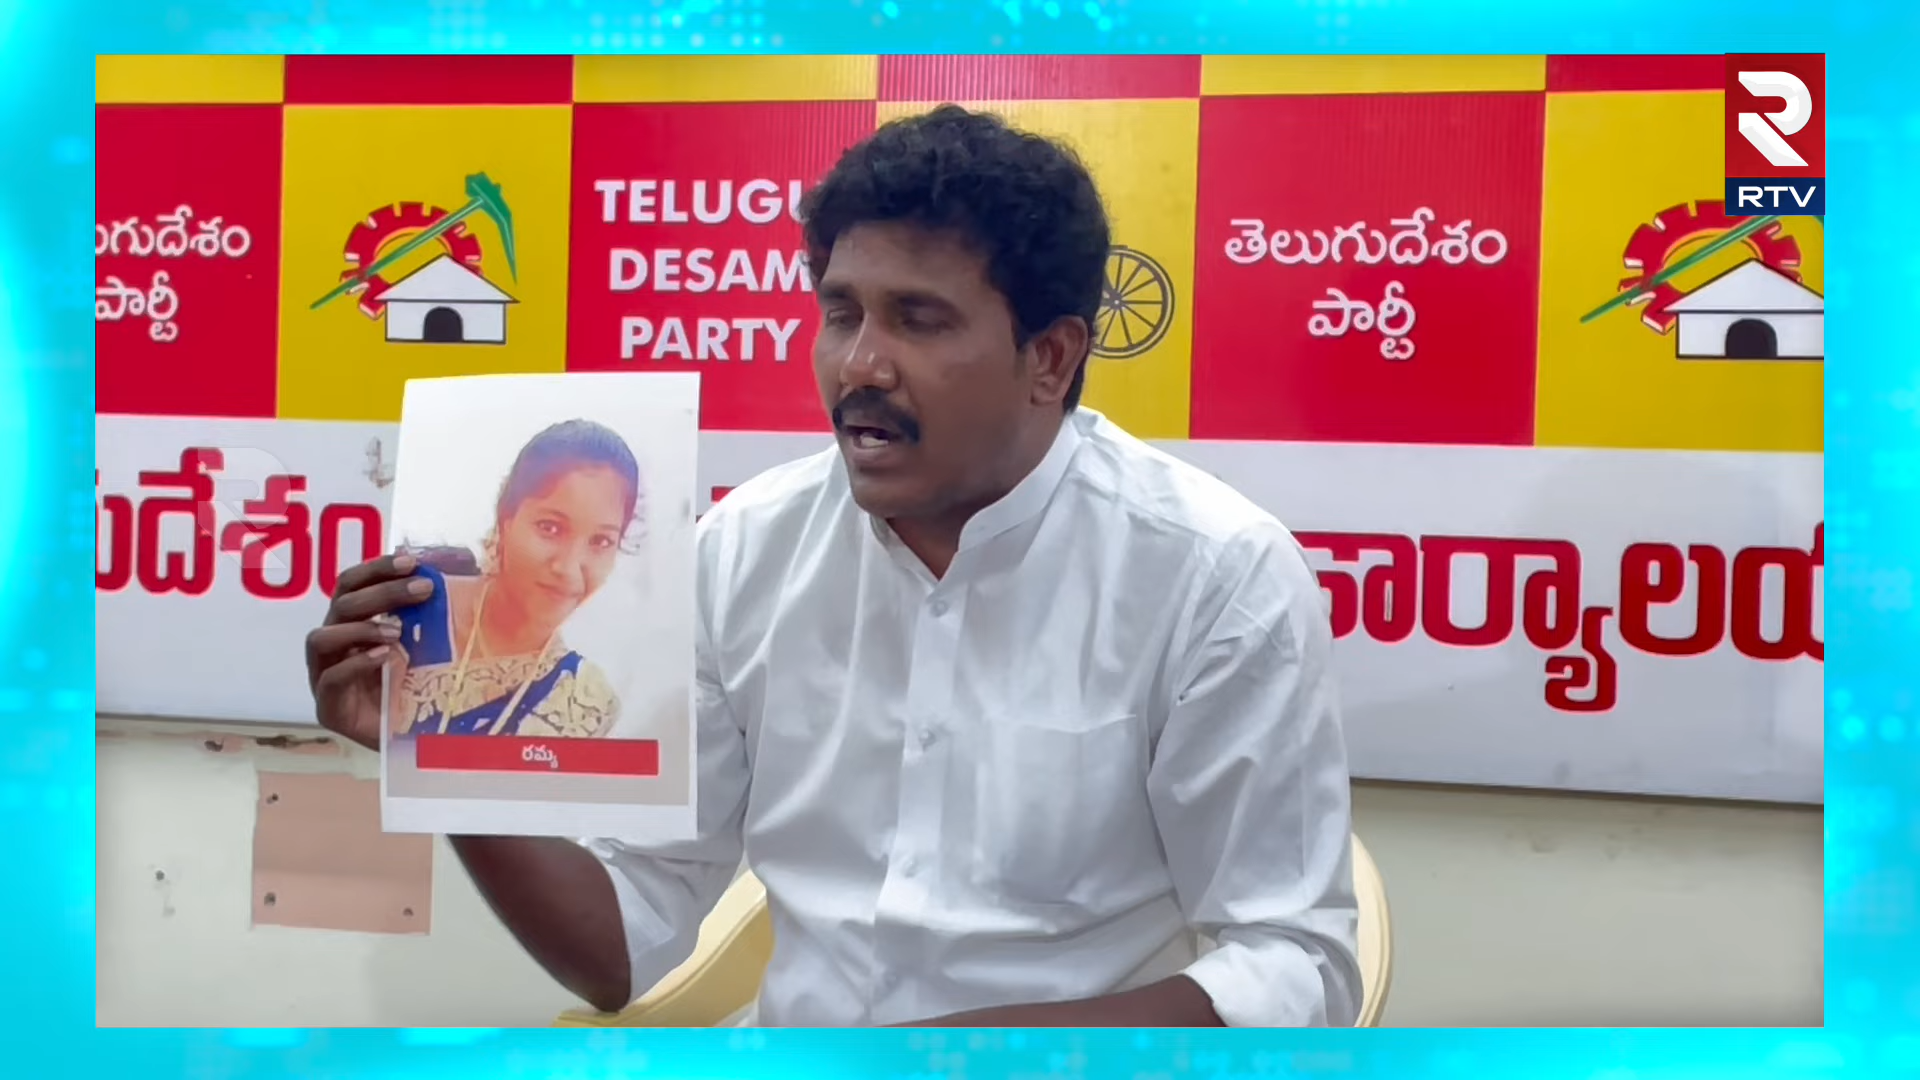 RTV
ుగుదేశం
పార్టీ
TELUGU
DESAM
PARTY
తెలుగుదేశం
పార్టీ
ుదేశం
కార్యాలయ
రమ్య